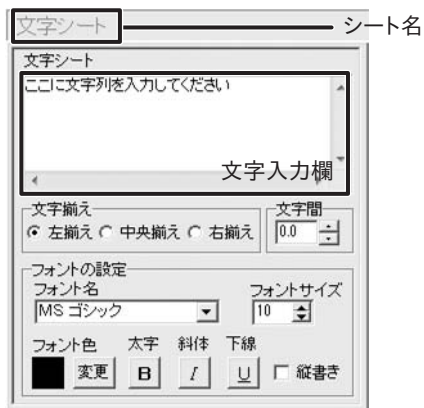 文字シート シート名
文字シート
ここに文字列を入力してください
文字入力欄
文字揃え 文字間
左揃え 中央揃え 右揃え 0.0
フォントの設定
フォント名 フォントサイズ
MS ゴシック 10
フォント色 太字 斜体 下線
変更 B I U 縦書き